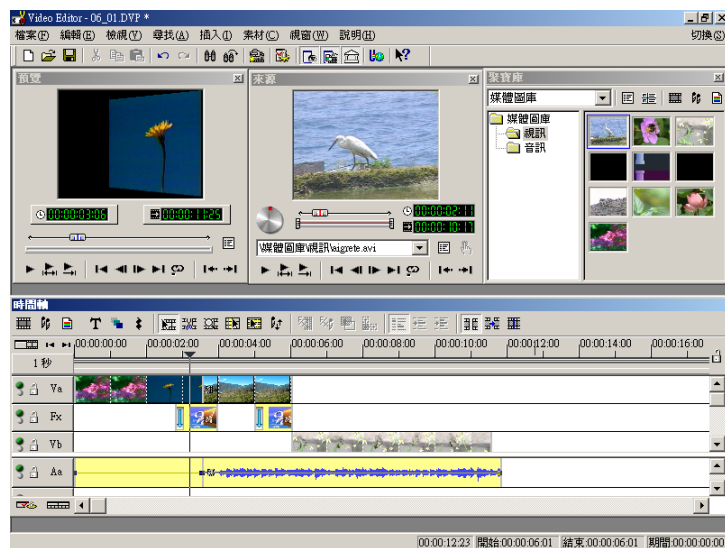 Video Editor - 06_01.DVP *
檔案(F) 編輯(E) 檢視(V) 尋找(A) 插入(I) 素材(C) 視窗(W) 說明(H) 切換(S)
預覽
來源
聚寶庫
媒體圖庫
媒體圖庫
視訊
音訊
00:00:03:06
00:00:11:25
00:00:02:11
00:00:10:17
\媒體圖庫\視訊\aigrete.avi
時間軸
T
00:00:00:00 00:00:02:00 00:00:04:00 00:00:06:00 00:00:08:00 00:00:10:00 00:00:12:00 00:00:14:00 00:00:16:00
1 秒
Va
Fx
Vb
Aa
00:00:12:23 開始:00:00:06:01 結束:00:00:06:01 期間:00:00:00:00